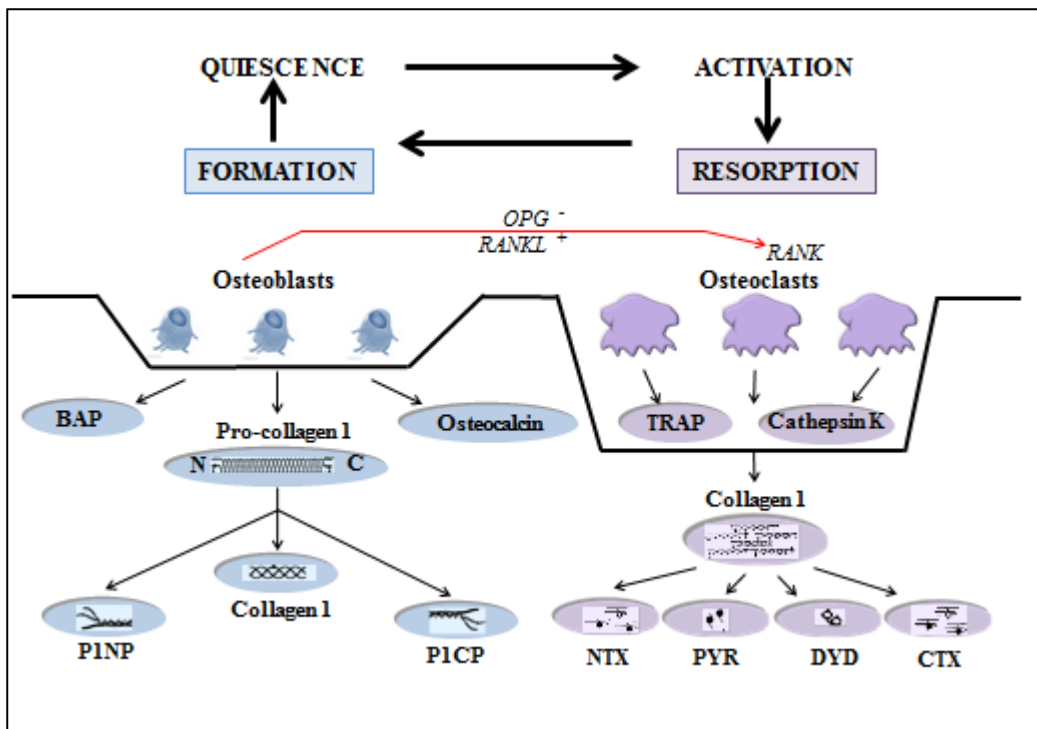 QUIESCENCE
ACTIVATION
FORMATION
RESORPTION
OPG -
RANKL +
RANK
Osteoblasts
Osteoclasts
BAP
Osteocalcin
TRAP
Cathepsin K
Pro-collagen 1
N C
Collagen 1
Collagen 1
P1NP
P1CP
NTX
PYR
DYD
CTX